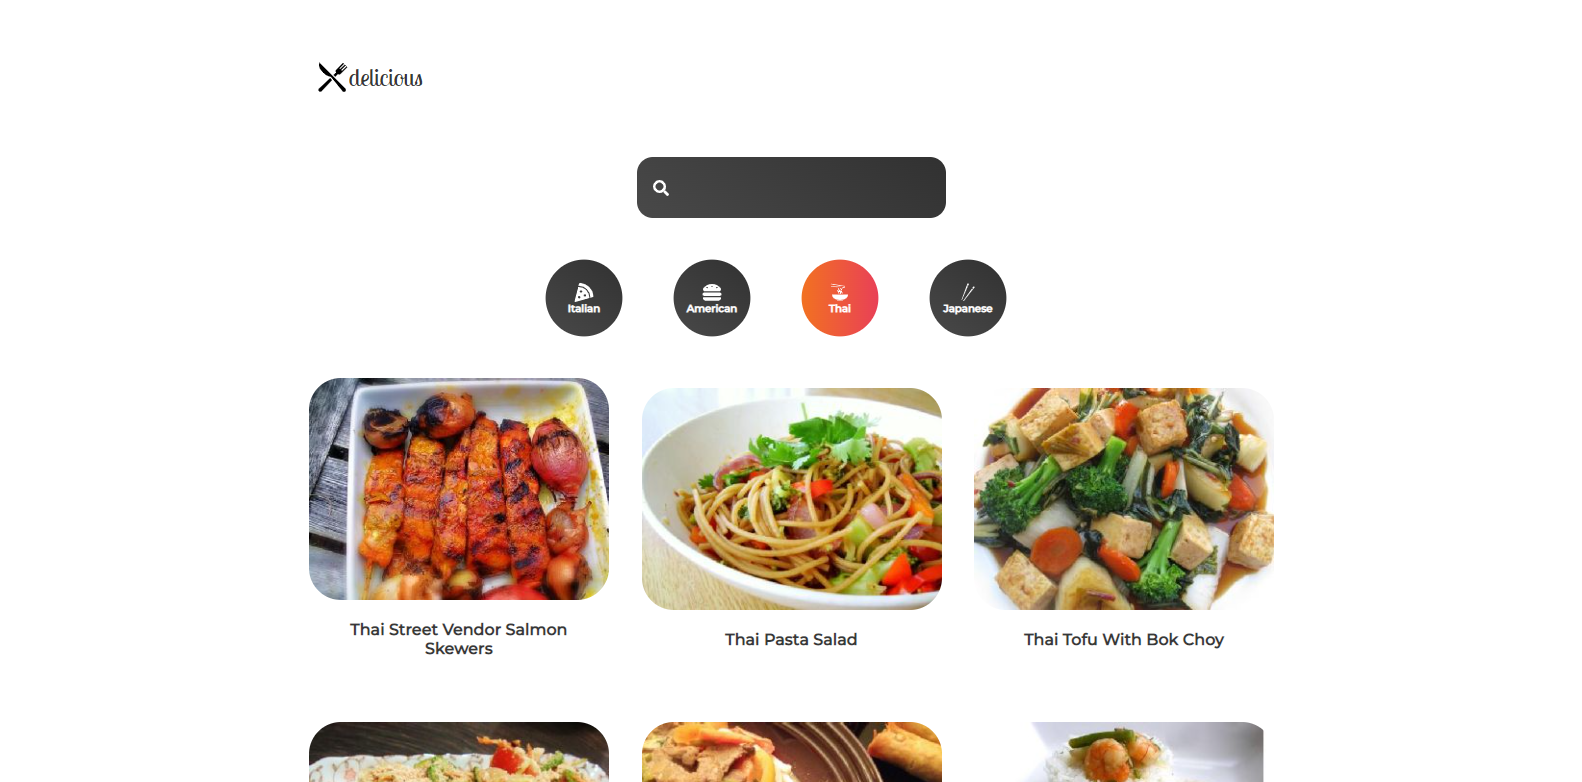 delicious
Italian
American
Thai
Japanese
Thai Street Vendor Salmon
Skewers
Thai Pasta Salad
Thai Tofu With Bok Choy